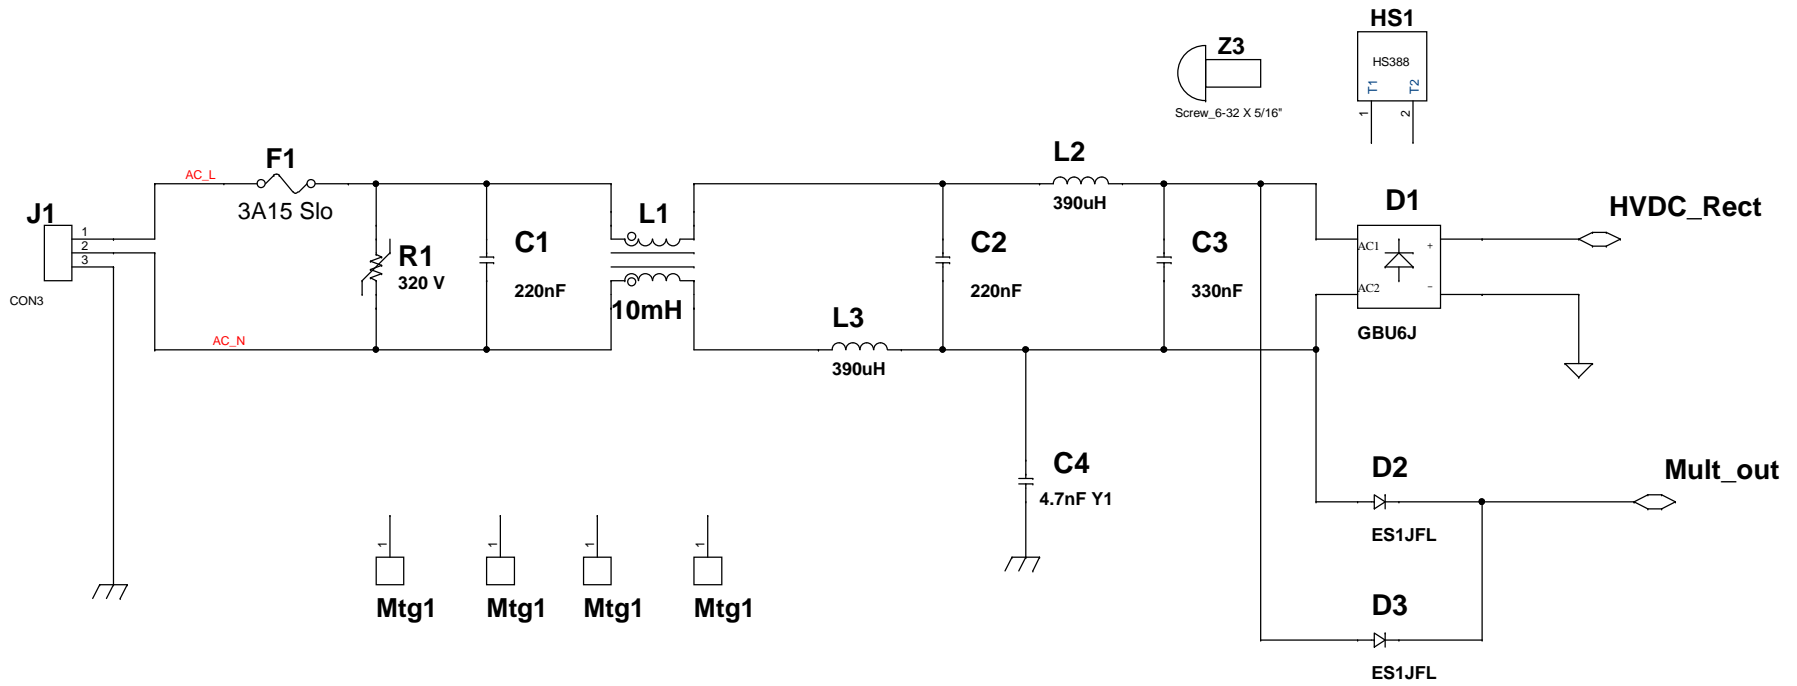 HS1
HS388
T1
T2
1
2
Z3
Screw_6-32 X 5/16"
F1
AC_L
3A15 Slo
J1
1
2
3
CON3
AC_N
R1
320 V
C1
220nF
L1
10mH
L3
390uH
C2
220nF
L2
390uH
C3
330nF
D1
AC1
+
AC2
-
GBU6J
HVDC_Rect
C4
4.7nF Y1
D2
ES1JFL
Mult_out
D3
ES1JFL
1
1
1
1
Mtg1
Mtg1
Mtg1
Mtg1